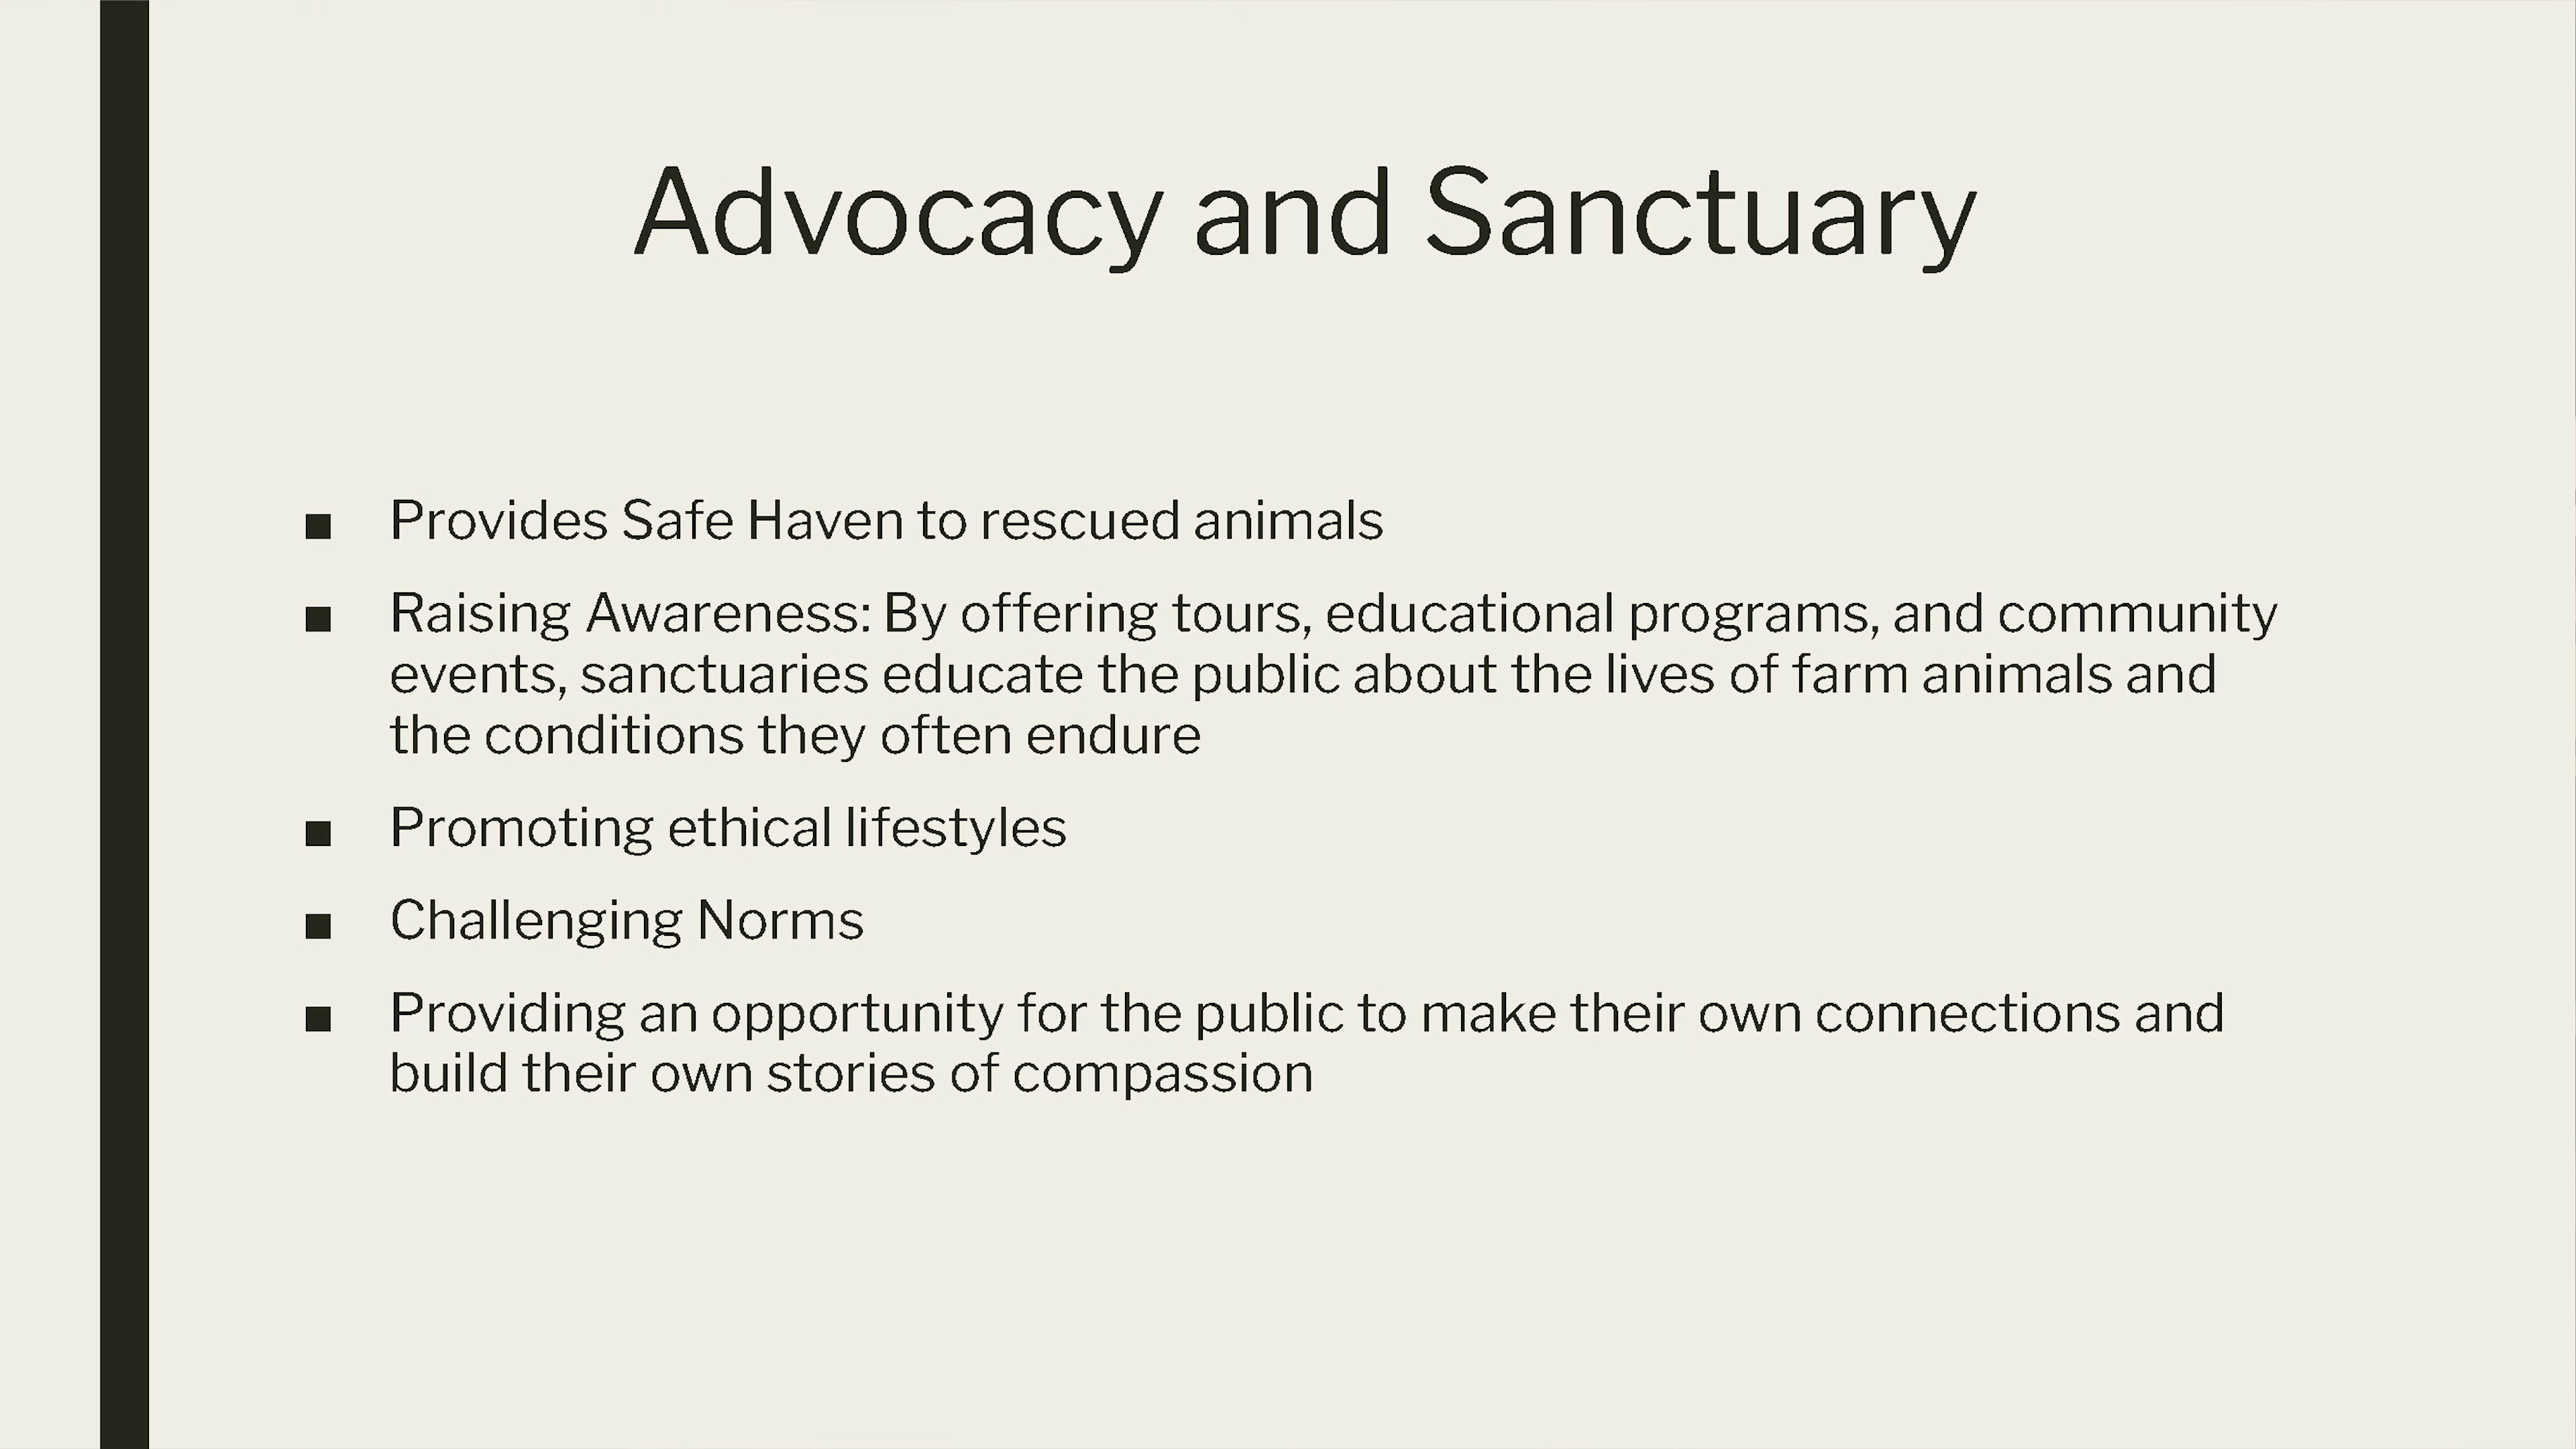 Advocacy and Sanctuary
■ Provides Safe Haven to rescued animals
■ Raising Awareness: By offering tours, educational programs, and community
events, sanctuaries educate the public about the lives of farm animals and
the conditions they often endure
■ Promoting ethical lifestyles
■ Challenging Norms
■ Providing an opportunity for the public to make their own connections and
build their own stories of compassion